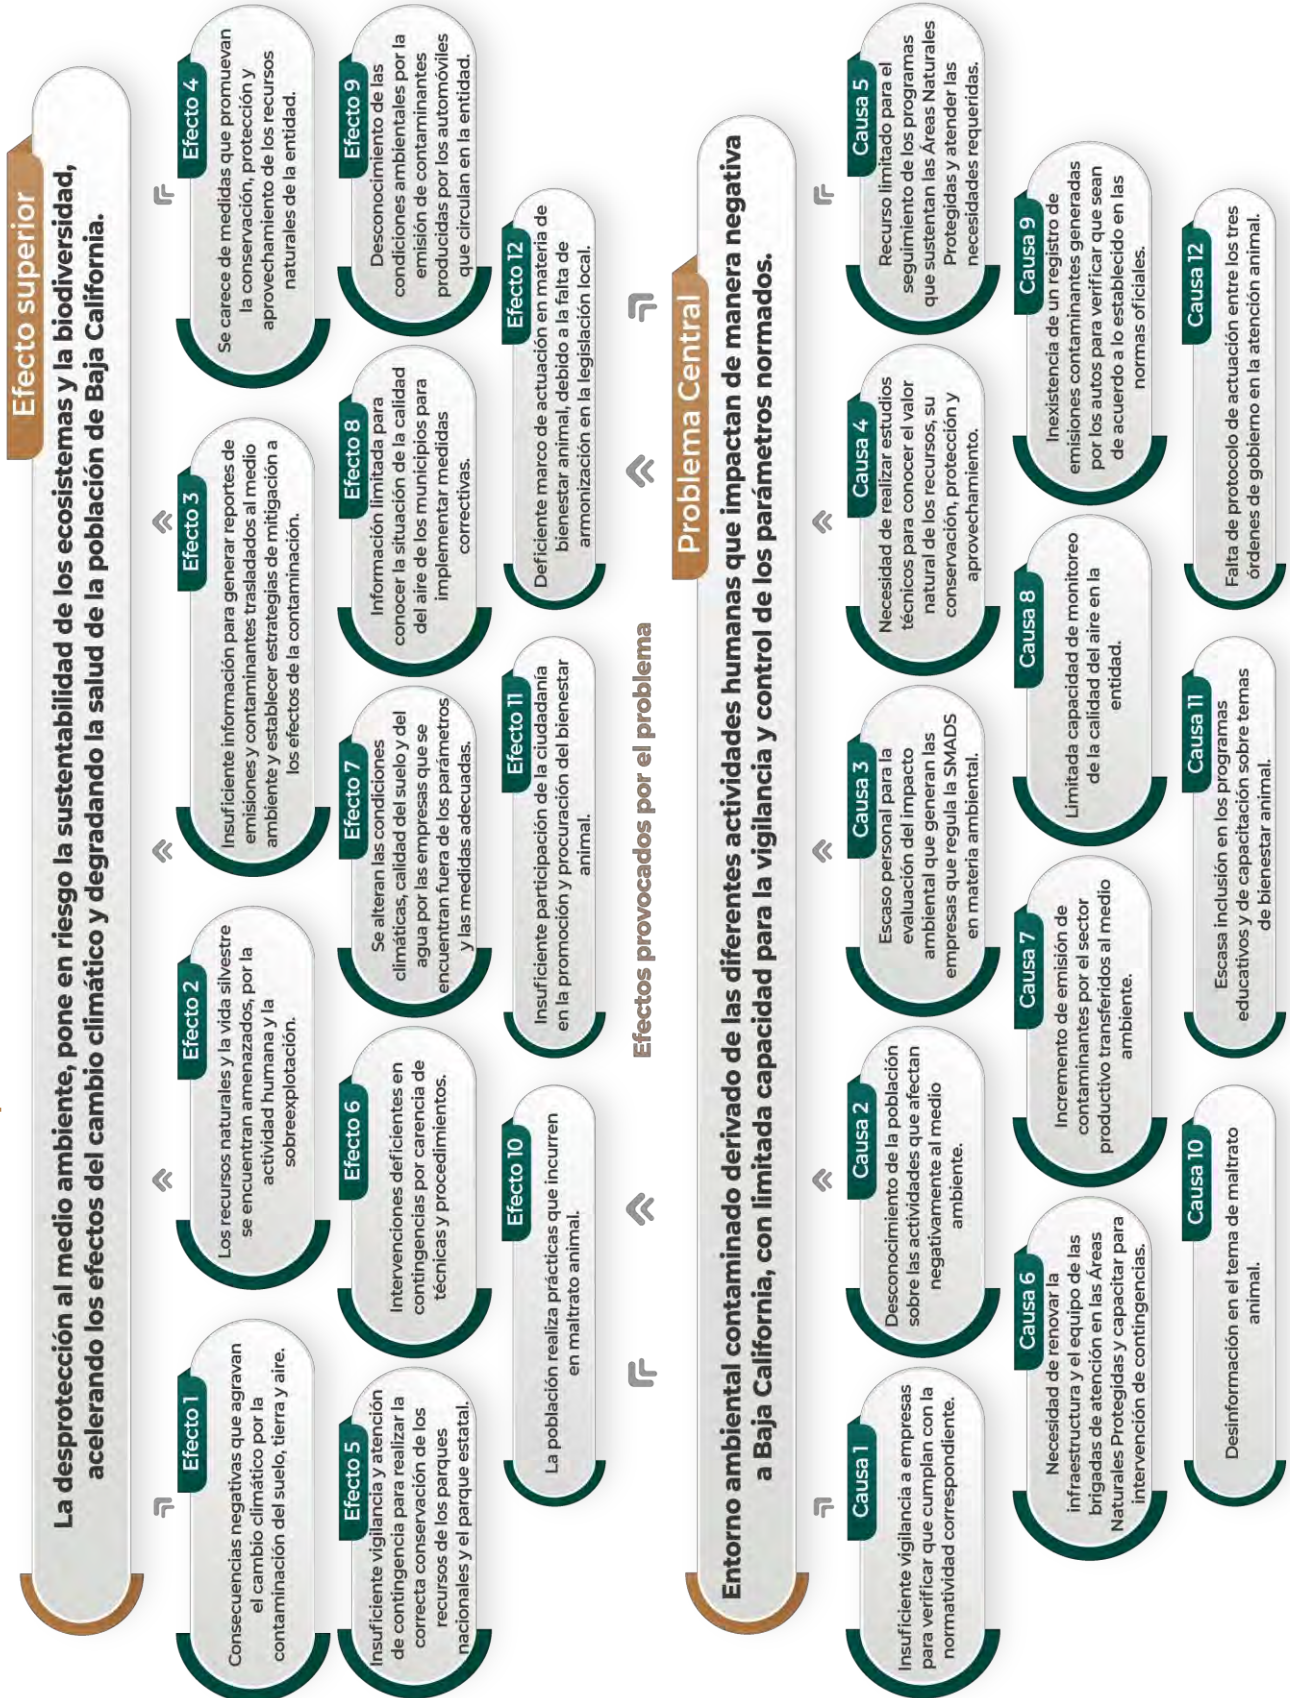 Efecto superior
La desprotección al medio ambiente, pone en riesgo la sustentabilidad de los ecosistemas y la biodiversidad,
acelerando los efectos del cambio climático y degradando la salud de la población de Baja California.
Efecto 1
Consecuencias negativas que agravan
el cambio climático por la
contaminación del suelo, tierra y aire.
Efecto 2
Los recursos naturales y la vida silvestre
se encuentran amenazados, por la
actividad humana y la
sobreexplotación.
Efecto 3
Insuficiente información para generar reportes de
emisiones y contaminantes trasladados al medio
ambiente y establecer estrategias de mitigación a
los efectos de la contaminación.
Efecto 4
Se carece de medidas que promuevan
la conservación, protección y
aprovechamiento de los recursos
naturales de la entidad.
Efecto 5
Insuficiente vigilancia y atención
de contingencia para realizar la
correcta conservación de los
recursos de los parques
nacionales y el parque estatal.
Efecto 6
Intervenciones deficientes en
contingencias por carencia de
técnicas y procedimientos.
Efecto 7
Se alteran las condiciones
climáticas, calidad del suelo y del
agua por las empresas que se
encuentran fuera de los parámetros
y las medidas adecuadas.
Efecto 8
Información limitada para
conocer la situación de la calidad
del aire de los municipios para
implementar medidas
correctivas.
Efecto 9
Desconocimiento de las
condiciones ambientales por la
emisión de contaminantes
producidas por los automóviles
que circulan en la entidad.
Efecto 10
La población realiza prácticas que incurren
en maltrato animal.
Efecto 11
Insuficiente participación de la ciudadanía
en la promoción y procuración del bienestar
animal.
Efecto 12
Deficiente marco de actuación en materia de
bienestar animal, debido a la falta de
armonización en la legislación local.
Efectos provocados por el problema
Problema Central
Entorno ambiental contaminado derivado de las diferentes actividades humanas que impactan de manera negativa
a Baja California, con limitada capacidad para la vigilancia y control de los parámetros normados.
Causa 1
Insuficiente vigilancia a empresas
para verificar que cumplan con la
normatividad correspondiente.
Causa 2
Desconocimiento de la población
sobre las actividades que afectan
negativamente al medio
ambiente.
Causa 3
Escaso personal para la
evaluación del impacto
ambiental que generan las
empresas que regula la SMADS
en materia ambiental.
Causa 4
Necesidad de realizar estudios
técnicos para conocer el valor
natural de los recursos, su
conservación, protección y
aprovechamiento.
Causa 5
Recurso limitado para el
seguimiento de los programas
que sustentan las Áreas Naturales
Protegidas y atender las
necesidades requeridas.
Causa 6
Necesidad de renovar la
infraestructura y el equipo de las
brigadas de atención en las Áreas
Naturales Protegidas y capacitar para
intervención de contingencias.
Causa 7
Incremento de emisión de
contaminantes por el sector
productivo transferidos al medio
ambiente.
Causa 8
Limitada capacidad de monitoreo
de la calidad del aire en la
entidad.
Causa 9
Inexistencia de un registro de
emisiones contaminantes generadas
por los autos para verificar que sean
de acuerdo a lo establecido en las
normas oficiales.
Causa 10
Desinformación en el tema de maltrato
animal.
Causa 11
Escasa inclusión en los programas
educativos y de capacitación sobre temas
de bienestar animal.
Causa 12
Falta de protocolo de actuación entre los tres
órdenes de gobierno en la atención animal.